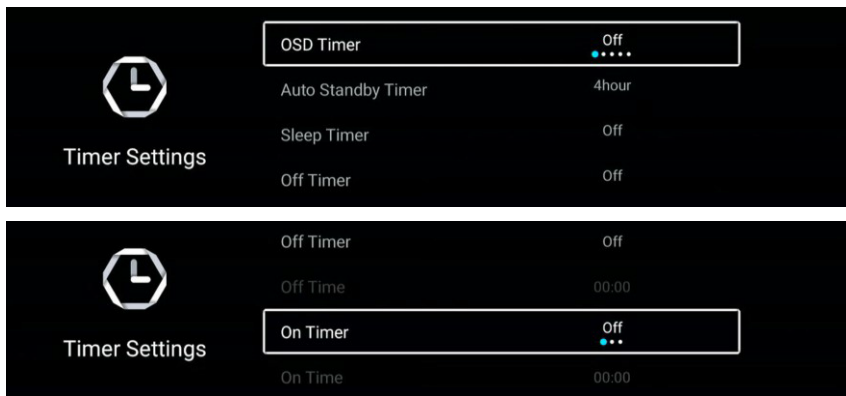 OSD Timer Off
Auto Standby Timer 4hour
Sleep Timer Off
Timer Settings
Off Timer Off
Off Timer Off
Off Time 00:00
On Timer Off
Timer Settings
On Time 00:00